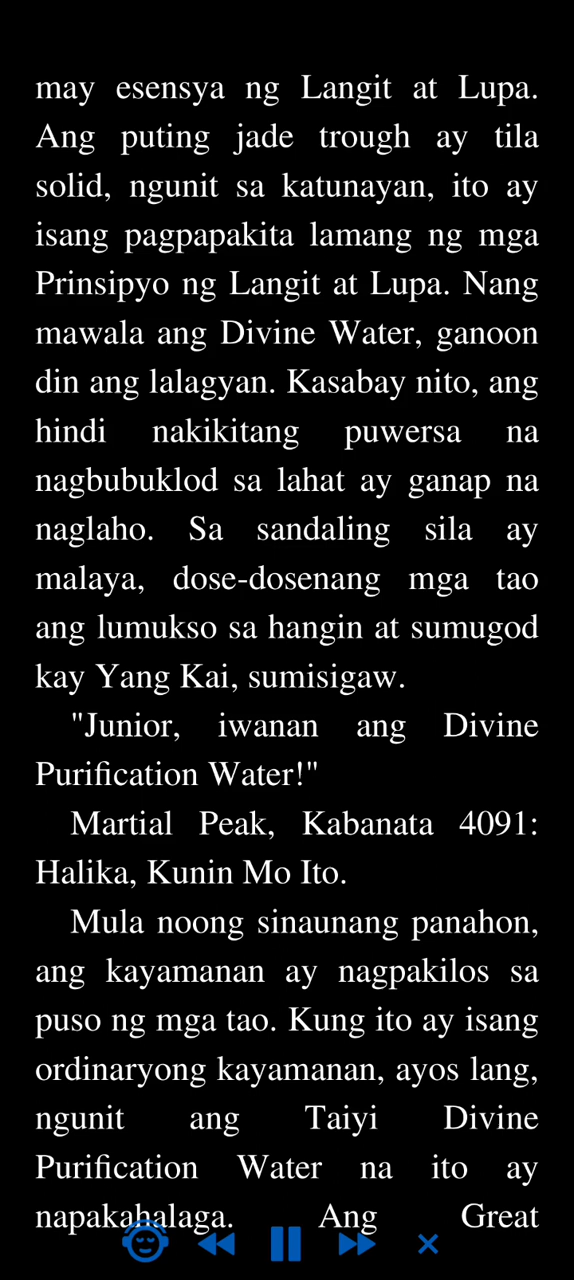 may esensya ng Langit at Lupa.
Ang puting jade trough ay tila
solid, ngunit sa katunayan, ito ay
isang pagpapakita lamang ng mga
Prinsipyo ng Langit at Lupa. Nang
mawala ang Divine Water, ganoon
din ang lalagyan. Kasabay nito, ang
hindi nakikitang puwersa na
nagbubuklod sa lahat ay ganap na
naglaho. Sa sandaling sila ay
malaya, dose-dosenang mga tao
ang lumukso sa hangin at sumugod
kay Yang Kai, sumisigaw.
"Junior, iwanan ang Divine
Purification Water!"
Martial Peak, Kabanata 4091:
Halika, Kunin Mo Ito.
Mula noong sinaunang panahon,
ang kayamanan ay nagpakilos sa
puso ng mga tao. Kung ito ay isang
ordinaryong kayamanan, ayos lang,
ngunit ang Taiyi Divine
Purification Water na ito ay
napakahalaga. Ang Great